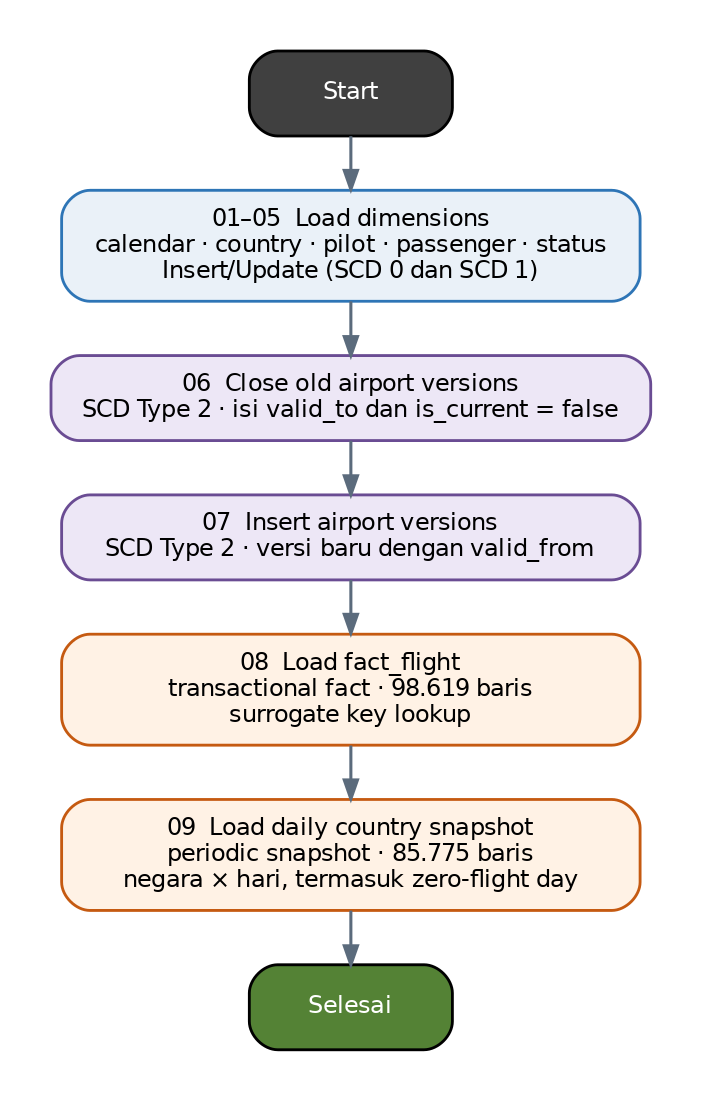 Start
01–05  Load dimensions
calendar · country · pilot · passenger · status
Insert/Update (SCD 0 dan SCD 1)
06  Close old airport versions
SCD Type 2 · isi valid_to dan is_current = false
07  Insert airport versions
SCD Type 2 · versi baru dengan valid_from
08  Load fact_flight
transactional fact · 98.619 baris
surrogate key lookup
09  Load daily country snapshot
periodic snapshot · 85.775 baris
negara × hari, termasuk zero-flight day
Selesai